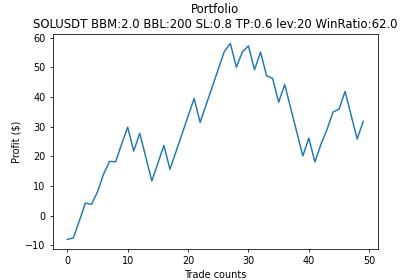 Portfolio
SOLUSDT BBM:2.0 BBL:200 SL:0.8 TP:0.6 lev:20 WinRatio:62.0
Profit ($)
60
50
40
30
20
10
0
−10
0 10 20 30 40 50
Trade counts